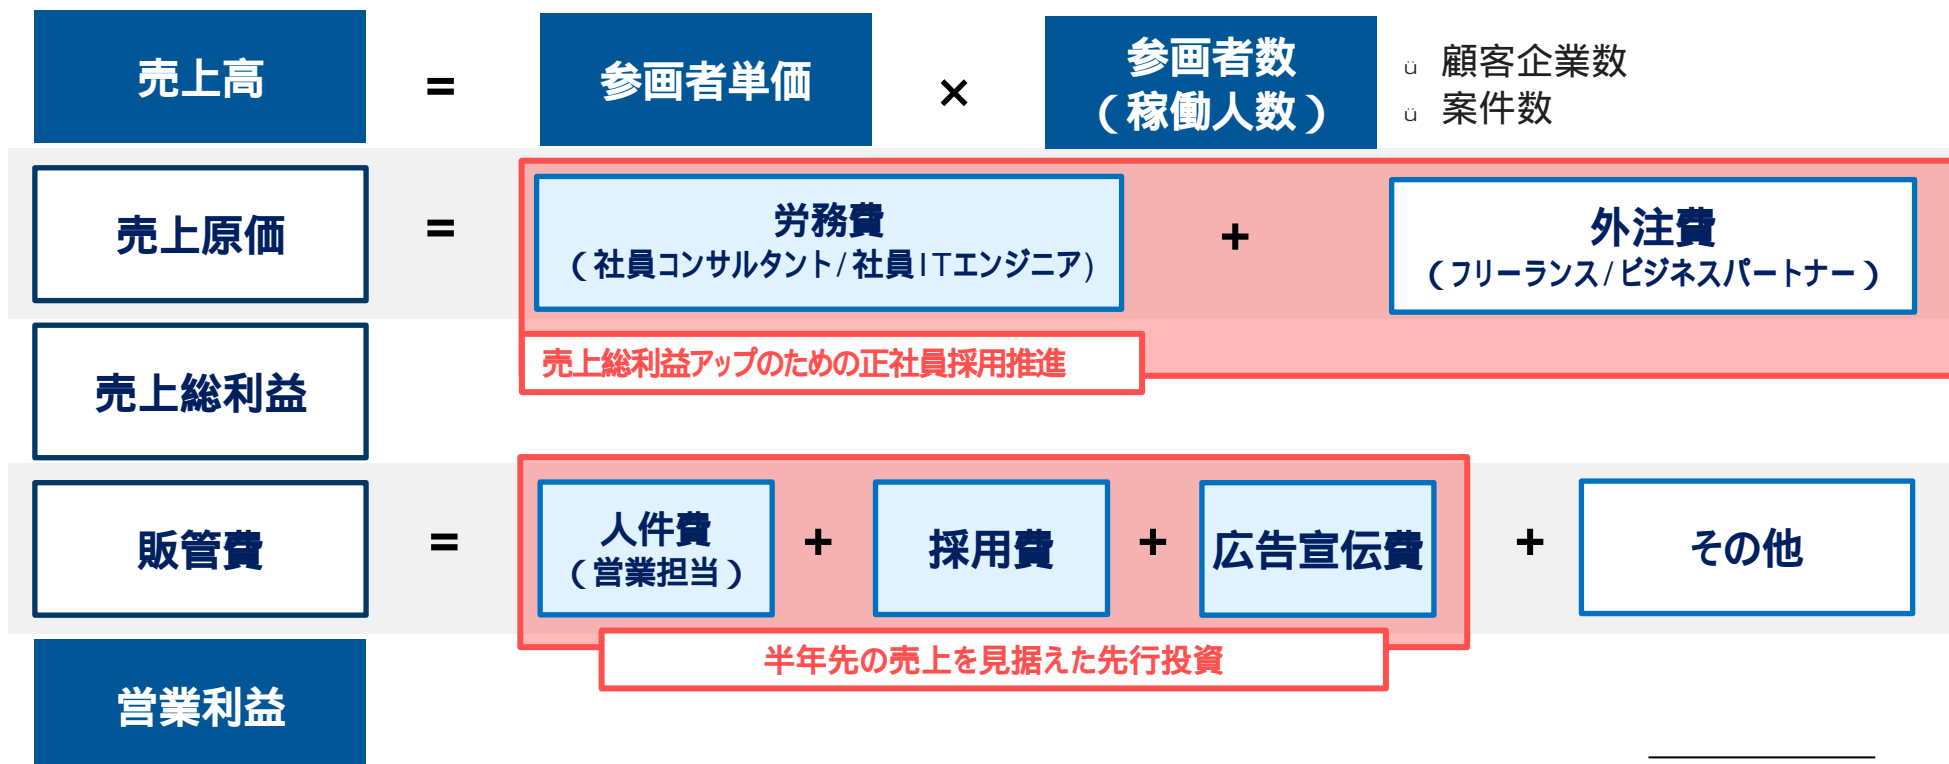 売上高 = 参画者単価 × 参画者数
（稼働人数）
ü 顧客企業数
ü 案件数
売上原価 = 労務費
（社員コンサルタント/社員ITエンジニア)
+ 外注費
（フリーランス/ビジネスパートナー）
売上総利益アップのための正社員採用推進
売上総利益
販管費 = 人件費
（営業担当）
+ 採用費 + 広告宣伝費 + その他
半年先の売上を見据えた先行投資
営業利益